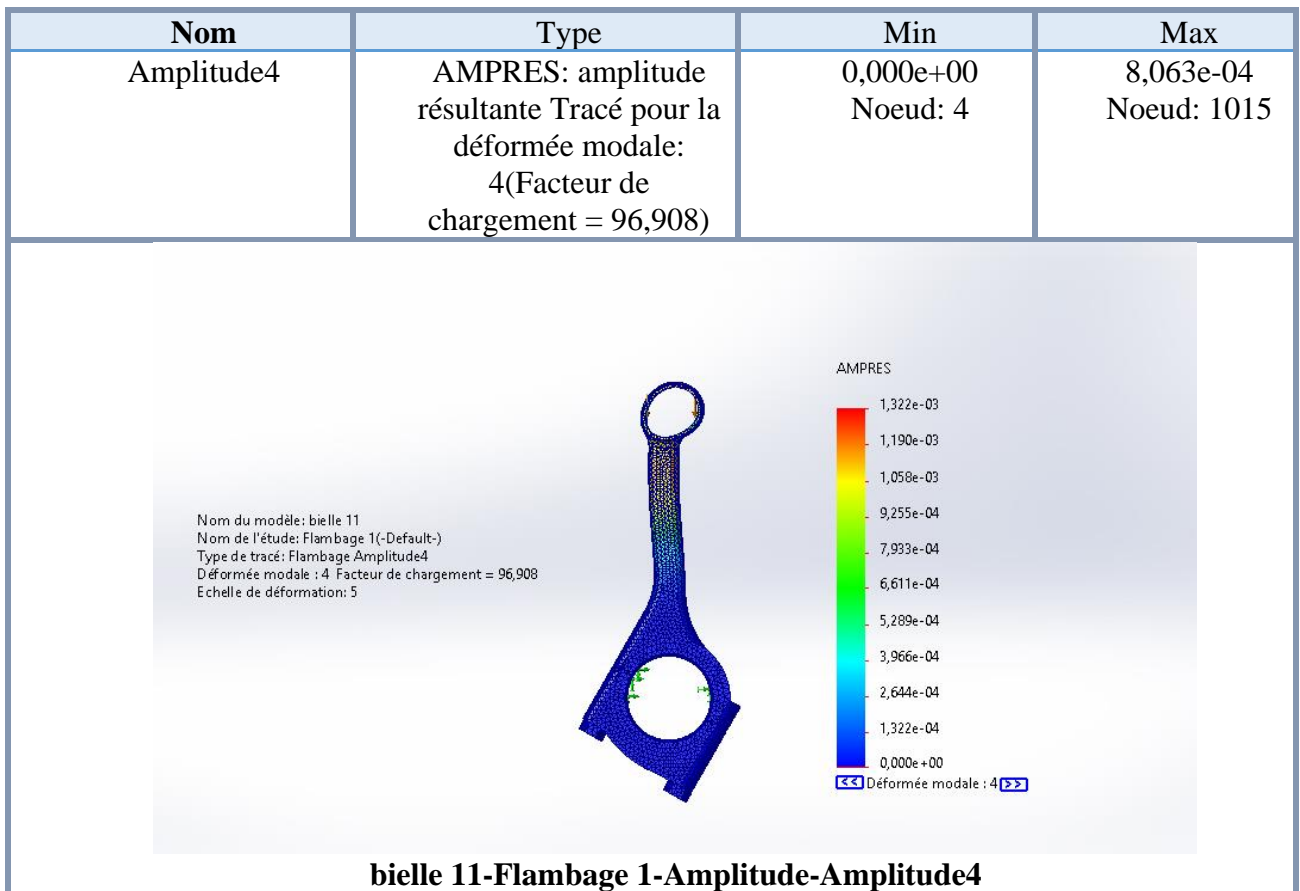 Nom Type Min Max
Amplitude4 AMPRES: amplitude 0,000e+00 8,063e-04
résultante Tracé pour la Noeud: 4 Noeud: 1015
déformée modale:
4(Facteur de
chargement = 96,908)
AMPRES
1,322e-03
1,190e-03
1,058e-03
9,255e-04
7,933e-04
6,611e-04
5,289e-04
3,966e-04
2,644e-04
1,322e-04
0,000e+00
<< Déformée modale : 4 >>
Nom du modèle: bielle 11
Nom de l'étude: Flambage 1(-Default-)
Type de tracé: Flambage Amplitude4
Déformée modale : 4 Facteur de chargement = 96,908
Echelle de déformation: 5
bielle 11-Flambage 1-Amplitude-Amplitude4